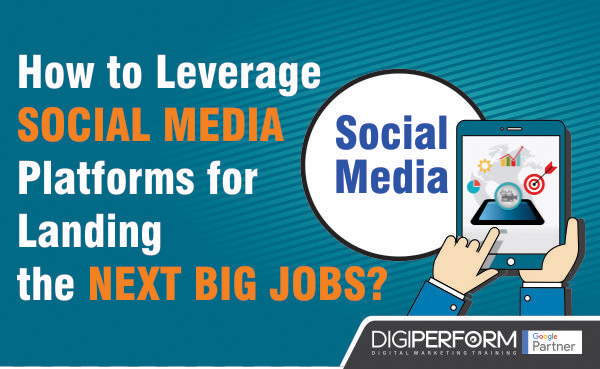 How to Leverage
SOCIAL MEDIA
Platforms for
Landing
the NEXT BIG JOBS?
Social
Media
DIGIPERFORM
DIGITAL MARKETING TRAINING
Google
Partner